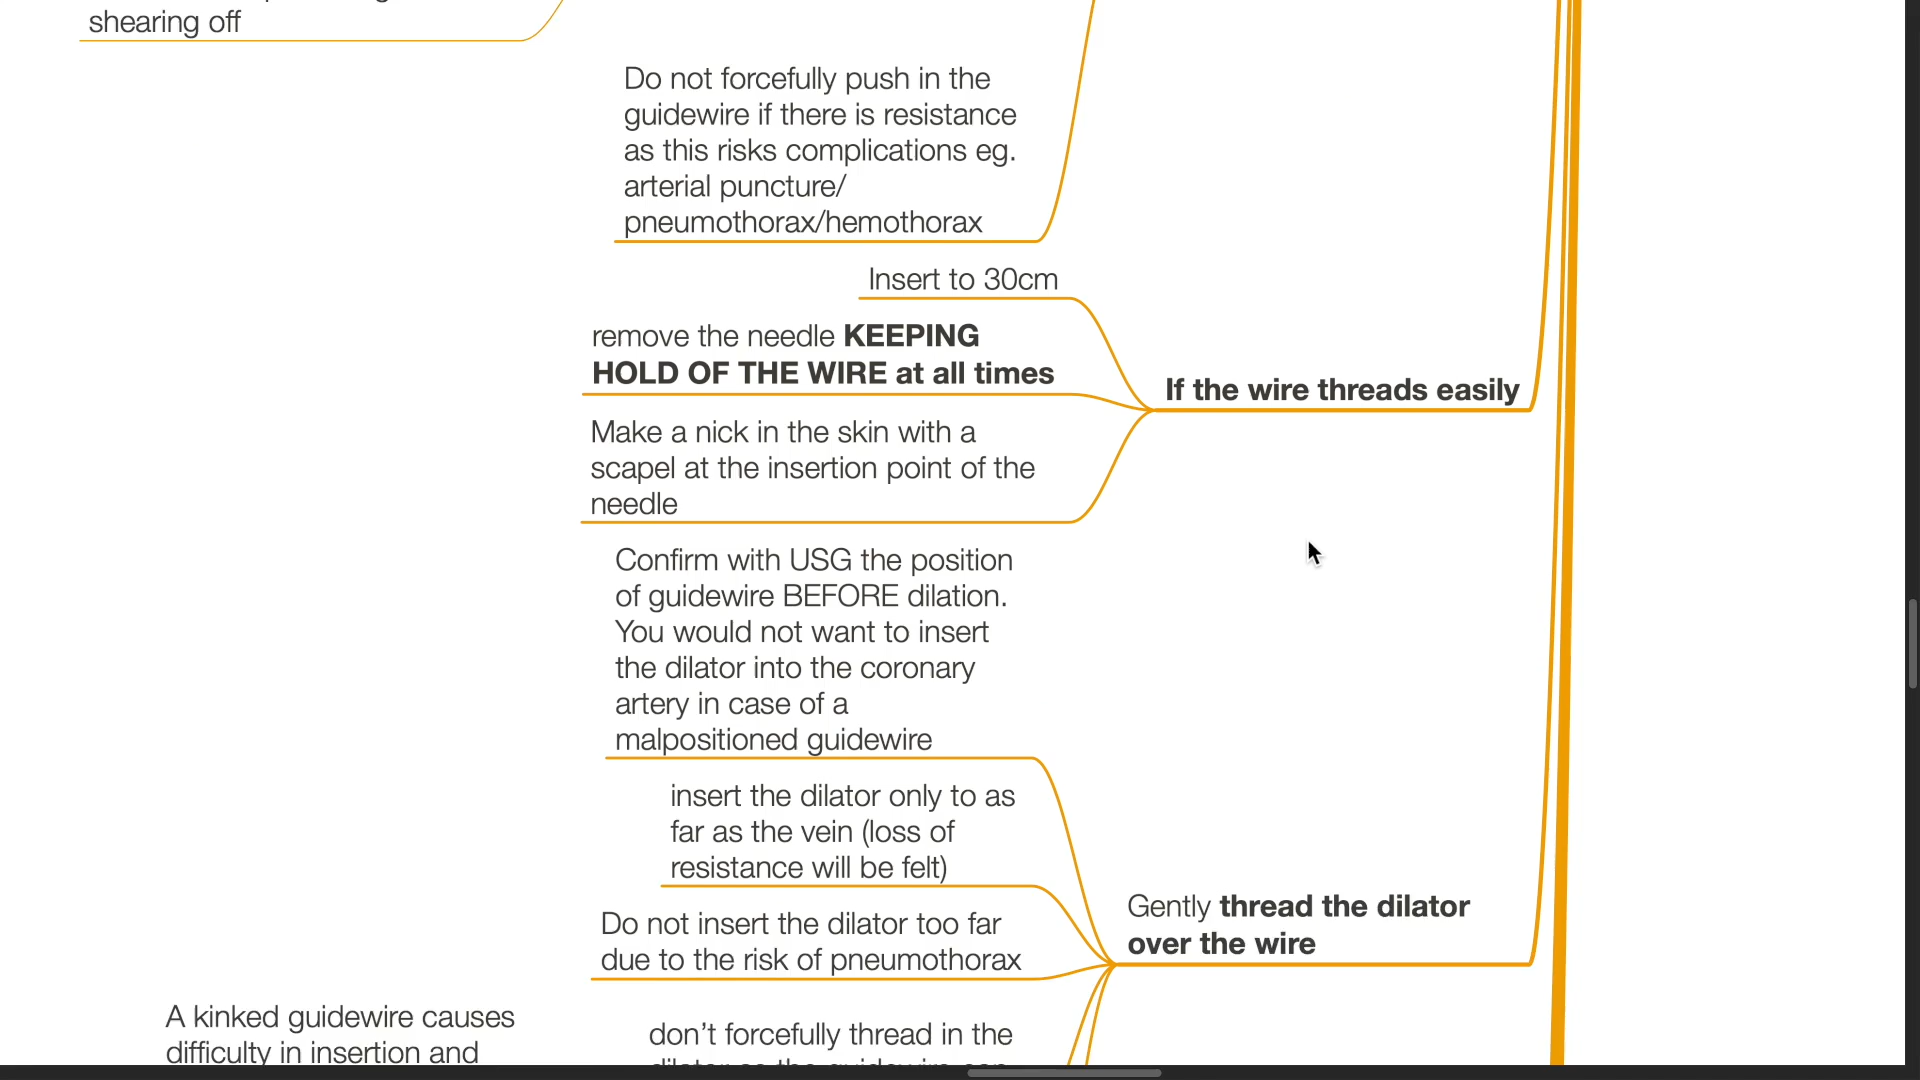 shearing off
Do not forcefully push in the
guidewire if there is resistance
as this risks complications eg.
arterial puncture/
pneumothorax/hemothorax
Insert to 30cm
remove the needle KEEPING
HOLD OF THE WIRE at all times
Make a nick in the skin with a
scapel at the insertion point of the
needle
If the wire threads easily
Confirm with USG the position
of guidewire BEFORE dilation.
You would not want to insert
the dilator into the coronary
artery in case of a
malpositioned guidewire
insert the dilator only to as
far as the vein (loss of
resistance will be felt)
Do not insert the dilator too far
due to the risk of pneumothorax
Gently thread the dilator
over the wire
A kinked guidewire causes
difficulty in insertion and
don’t forcefully thread in the